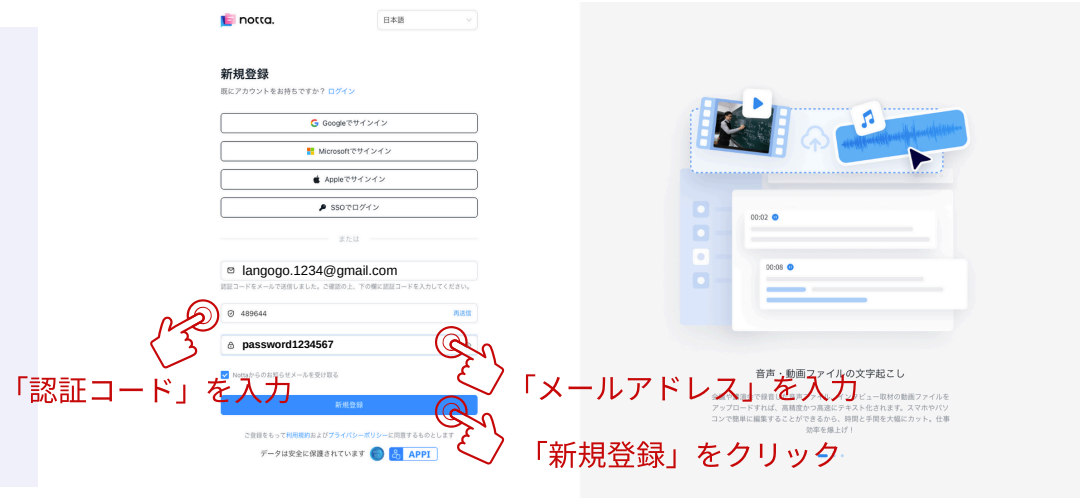 notta.
日本語
新規登録
既にアカウントをお持ちですか？ ログイン
Googleでサインイン
Microsoftでサインイン
Appleでサインイン
SSOでログイン
または
langogo.1234@gmail.com
認証コードをメールで送信しました。ご確認の上、下の欄に認証コードを入力してください。
489644
再送信
password1234567
Nottaからのお知らせメールを受け取る
「認証コード」を入力
新規登録
ご登録をもって利用規約およびプライバシーポリシーに同意するものとします
データは安全に保護されています
APPI
00:02
00:08
音声・動画ファイルの文字起こし
「メールアドレス」を入力
アップロードすれば、高精度かつ高速にテキスト化されます。スマホやパソ
コンで簡単に編集することができるから、時間と手間を大幅にカット。仕事
効率を爆上げ！
「新規登録」をクリック